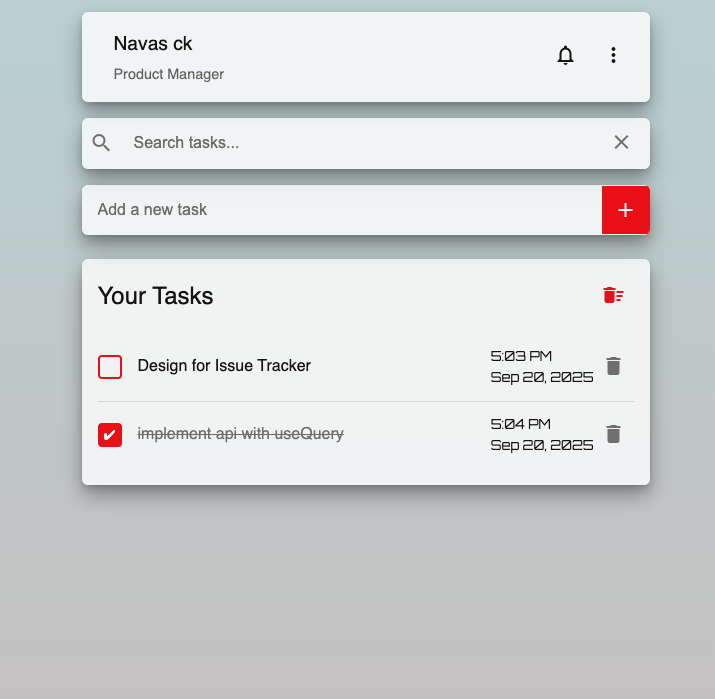 Navas ck
Product Manager
Search tasks...
Add a new task
Your Tasks
Design for Issue Tracker
5:03 PM
Sep 20, 2025
implement api with useQuery
5:04 PM
Sep 20, 2025